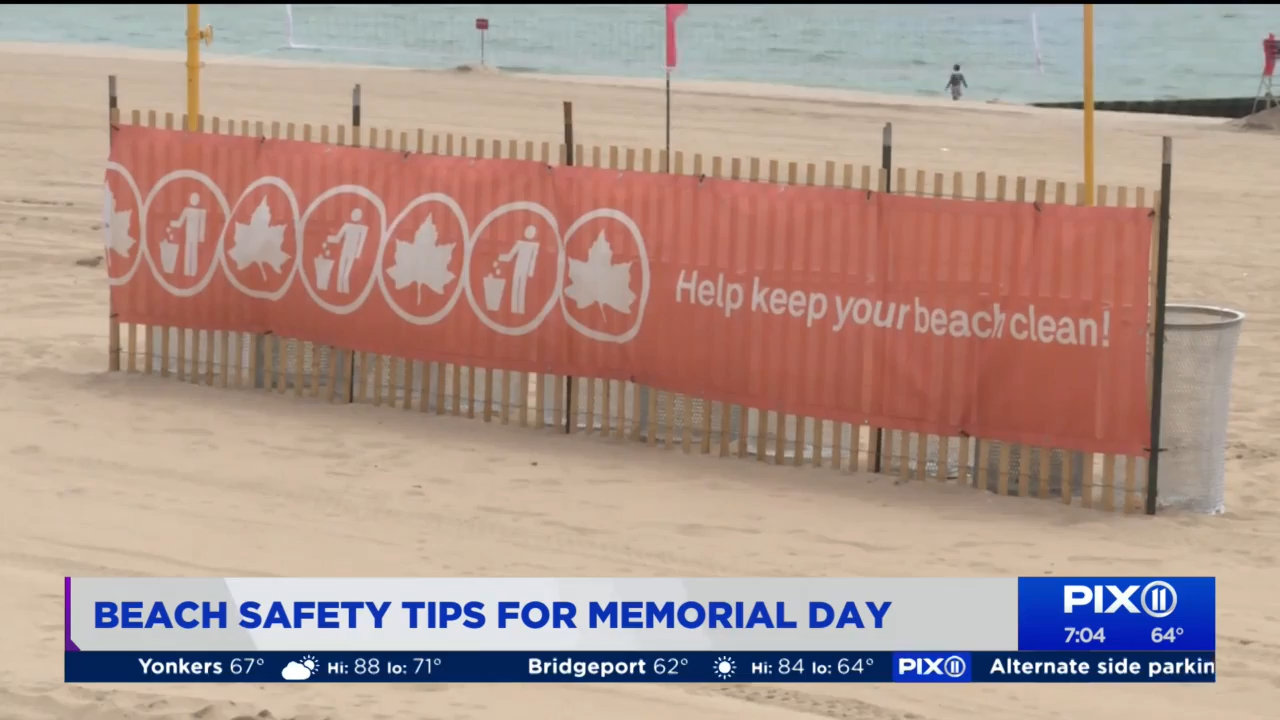 Help keep your beach clean!
BEACH SAFETY TIPS FOR MEMORIAL DAY
PIX11
7:04 64°
Yonkers 67° Hi: 88 lo: 71° Bridgeport 62° Hi: 84 lo: 64° PIX11 Alternate side parkin